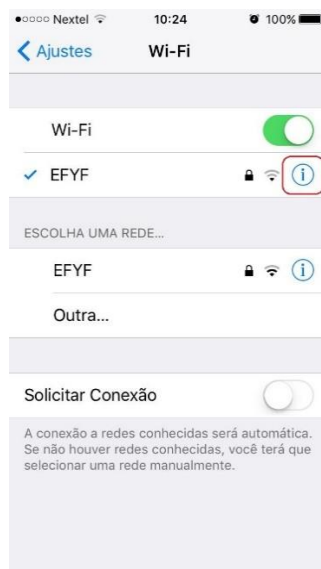 Nextel 10:24 100%
Ajustes Wi-Fi
Wi-Fi
EFYF
ESCOLHA UMA REDE...
EFYF
Outra...
Solicitar Conexão
A conexão a redes conhecidas será automática.
Se não houver redes conhecidas, você terá que
selecionar uma rede manualmente.